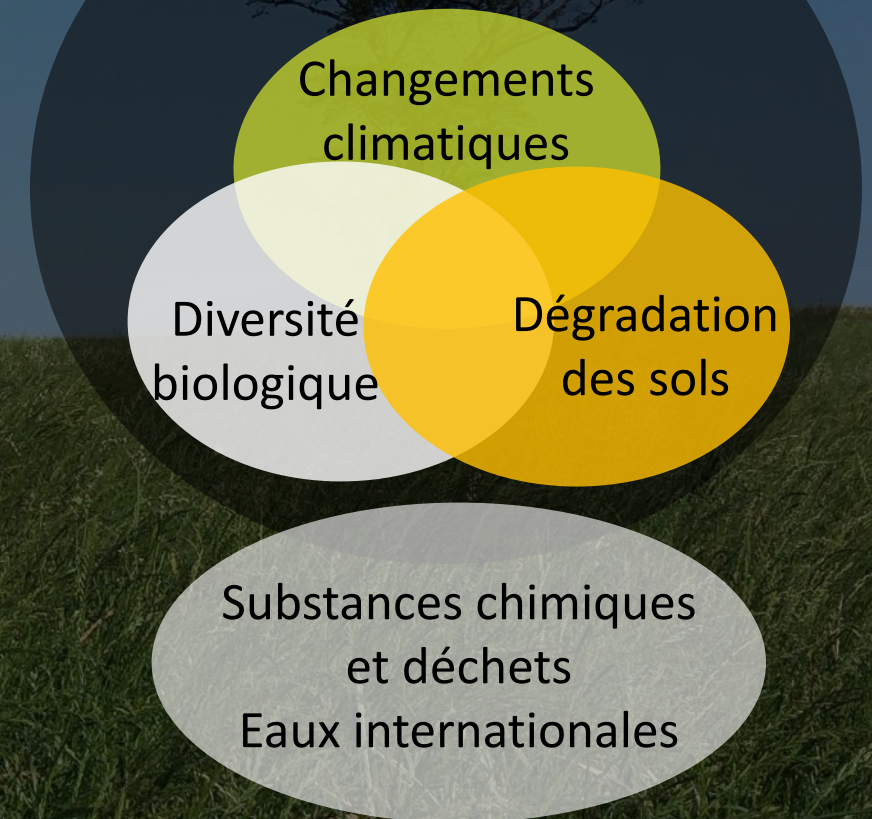 Changements
climatiques
Diversité
biologique
Dégradation
des sols
Substances chimiques
et déchets
Eaux internationales